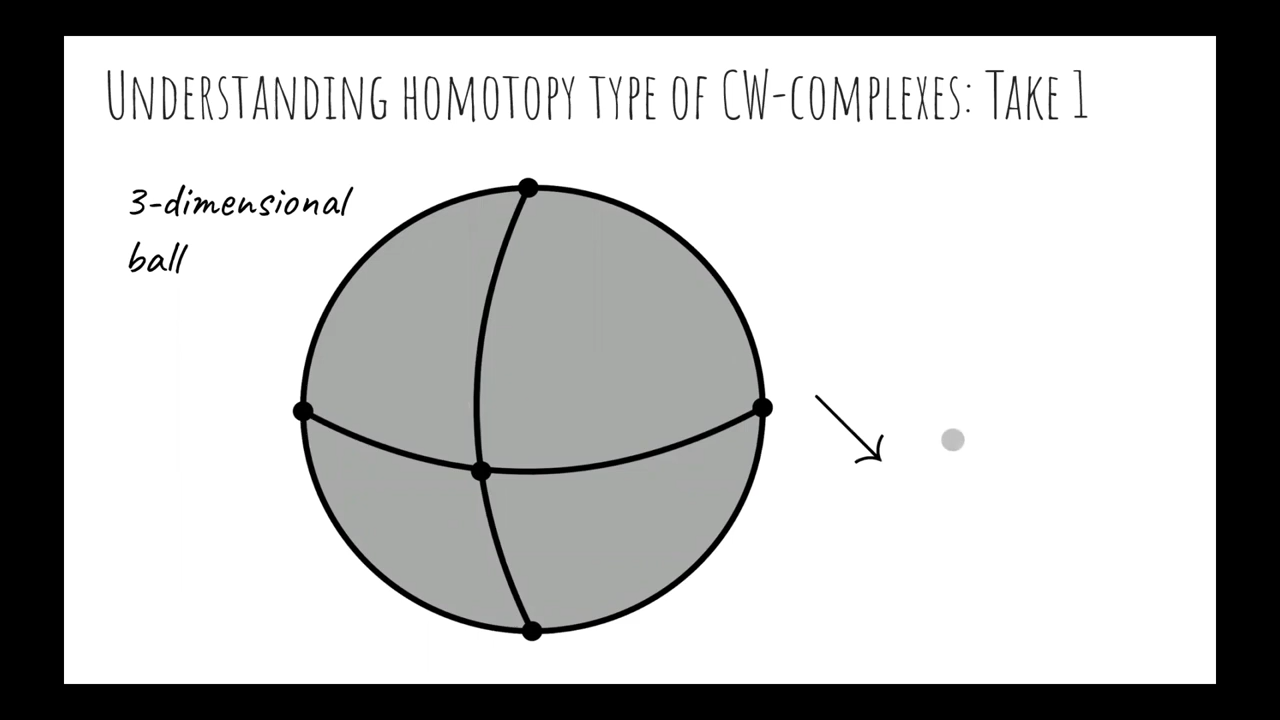 Understanding homotopy type of CW-complexes: Take 1
3-dimensional
ball